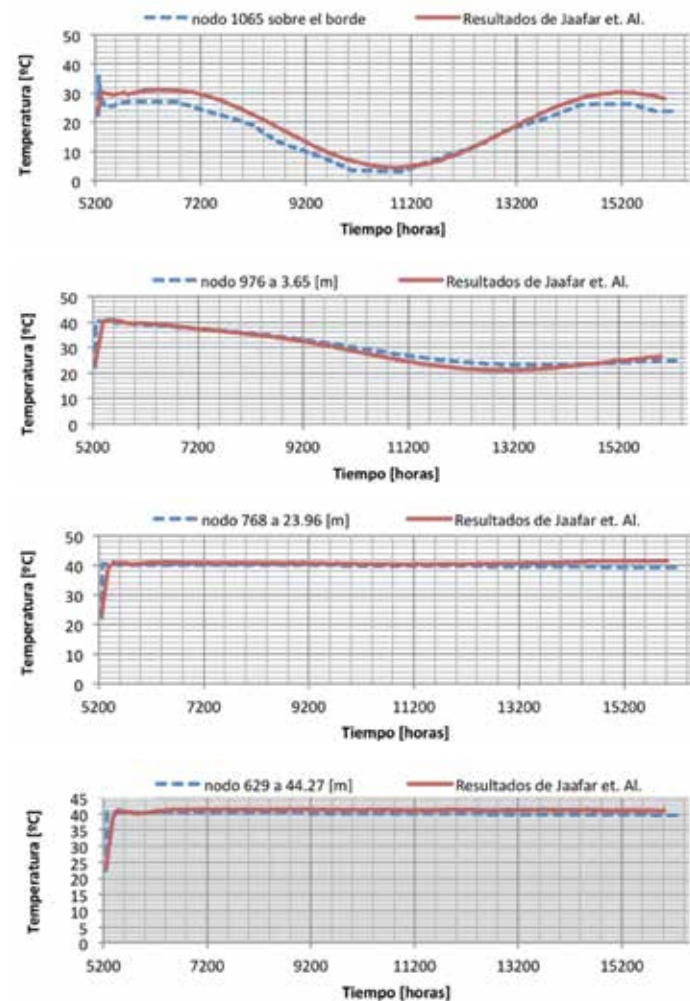 nodo 1065 sobre el borde Resultados de Jaafar et. Al.
Temperatura [ºC]
50
40
30
20
10
0
5200 7200 9200 11200 13200 15200
Tiempo [horas]
nodo 976 a 3.65 [m] Resultados de Jaafar et. Al.
Temperatura [ºC]
50
40
30
20
10
0
5200 7200 9200 11200 13200 15200
Tiempo [horas]
nodo 768 a 23.96 [m] Resultados de Jaafar et. Al.
Temperatura [ºC]
50
40
30
20
10
0
5200 7200 9200 11200 13200 15200
Tiempo [horas]
nodo 629 a 44.27 [m] Resultados de Jaafar et. Al.
Temperatura [ºC]
45
40
35
30
25
20
15
10
5
0
5200 7200 9200 11200 13200 15200
Tiempo [horas]